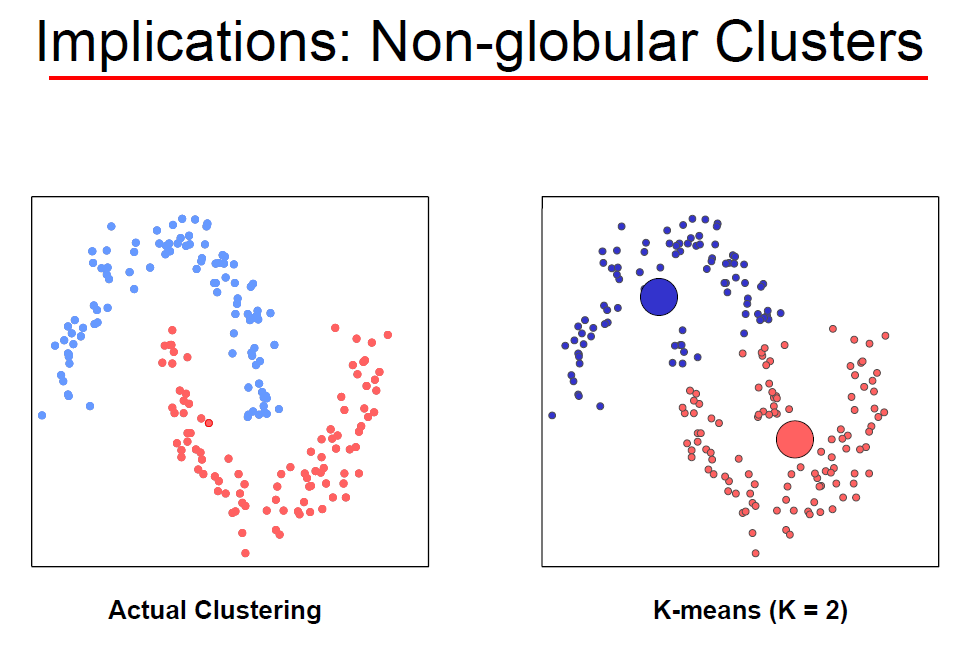 Implications: Non-globular Clusters
Actual Clustering
K-means (K = 2)